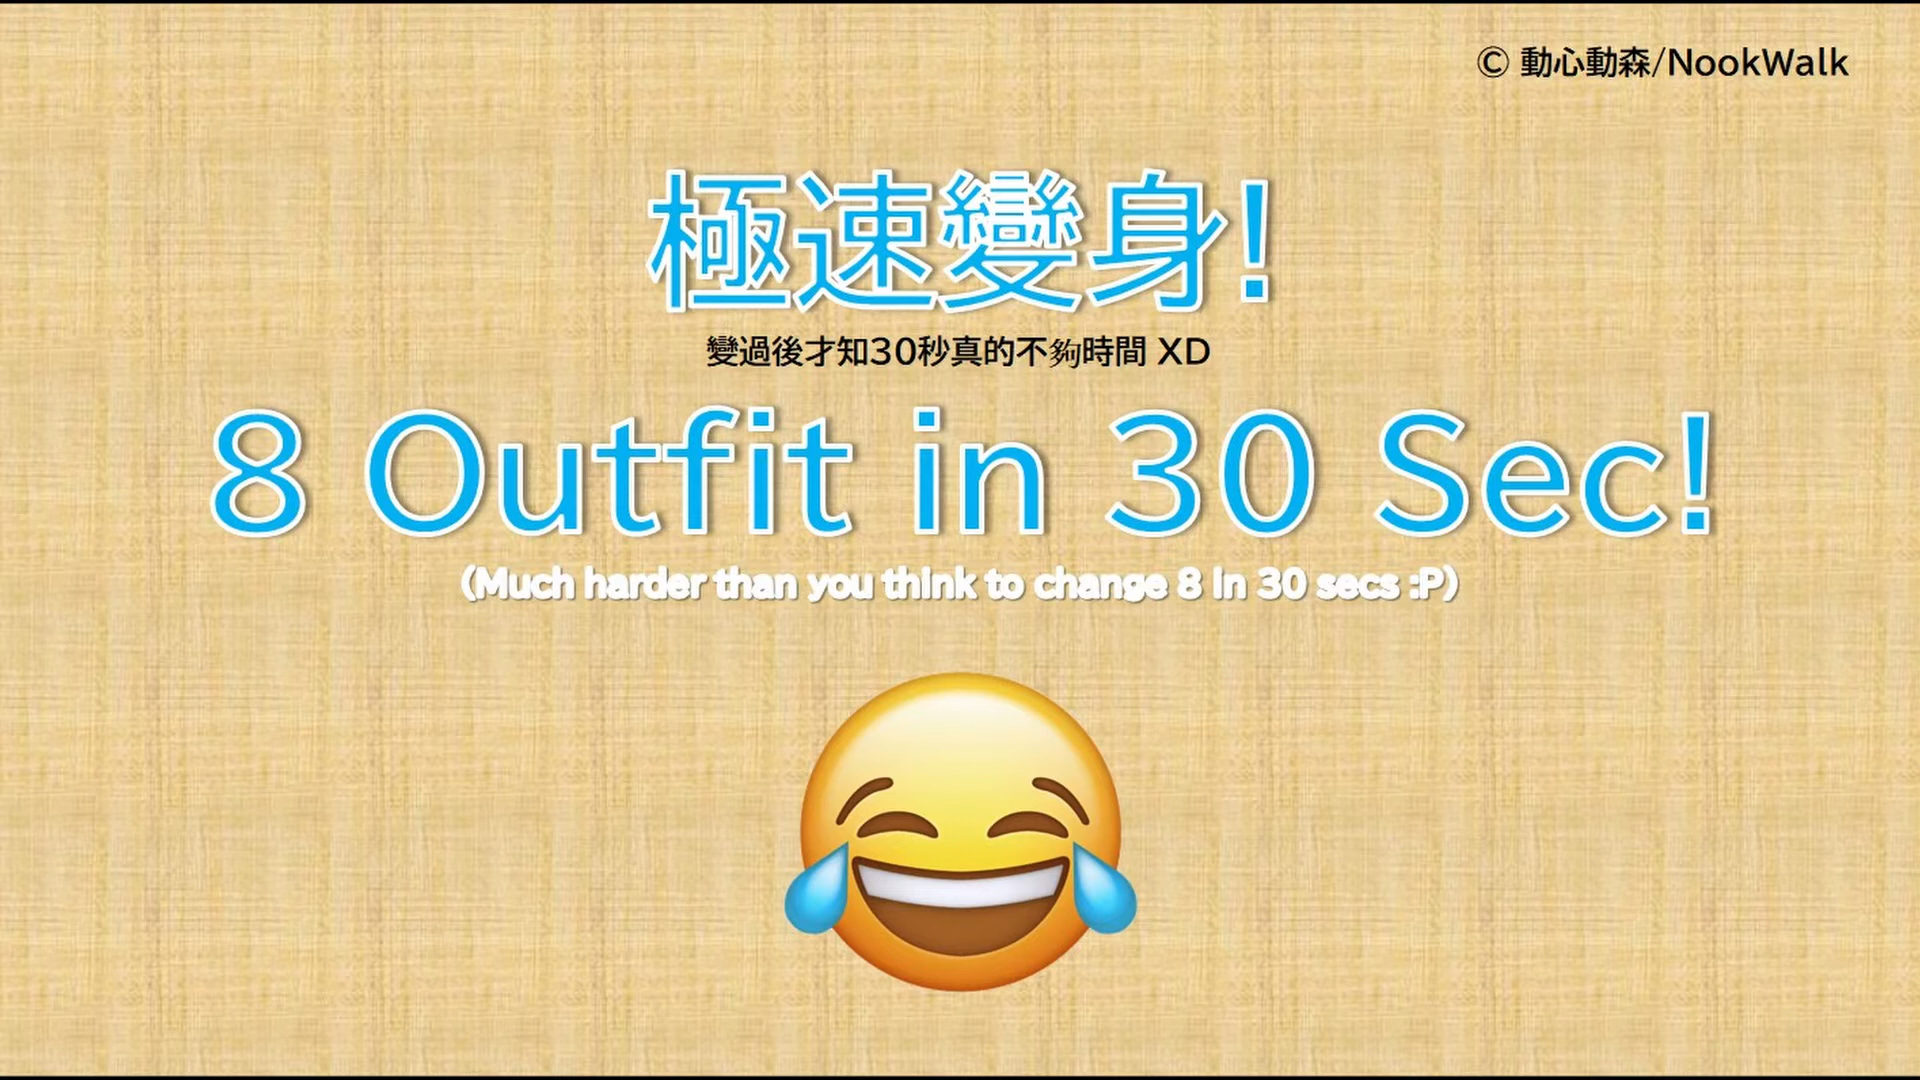 © 動心動森/NookWalk
極速變身!
變過後才知30秒真的不夠時間 XD
8 Outfit in 30 Sec!
(Much harder than you think to change 8 in 30 secs :P)